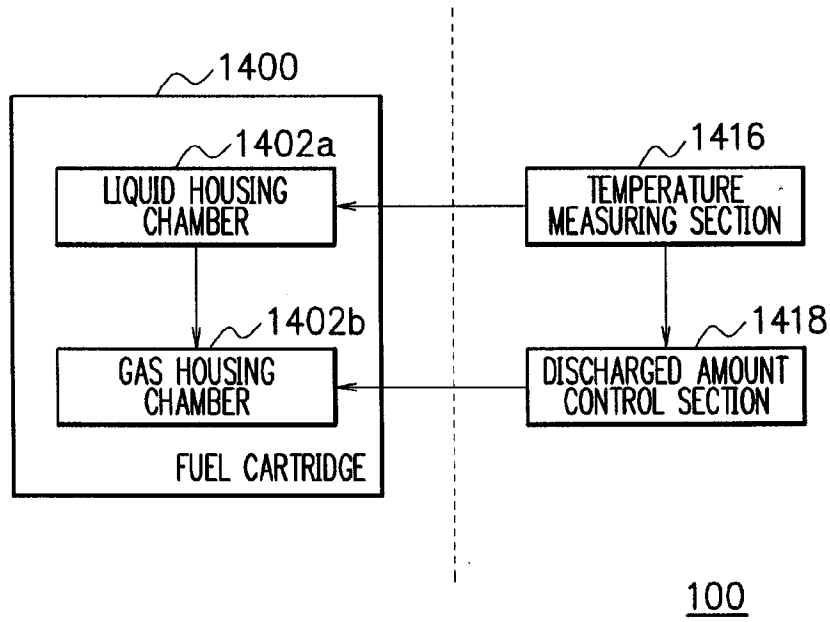 1400
1402a
LIQUID HOUSING
CHAMBER
1416
TEMPERATURE
MEASURING SECTION
1402b
GAS HOUSING
CHAMBER
1418
DISCHARGED AMOUNT
CONTROL SECTION
FUEL CARTRIDGE
100